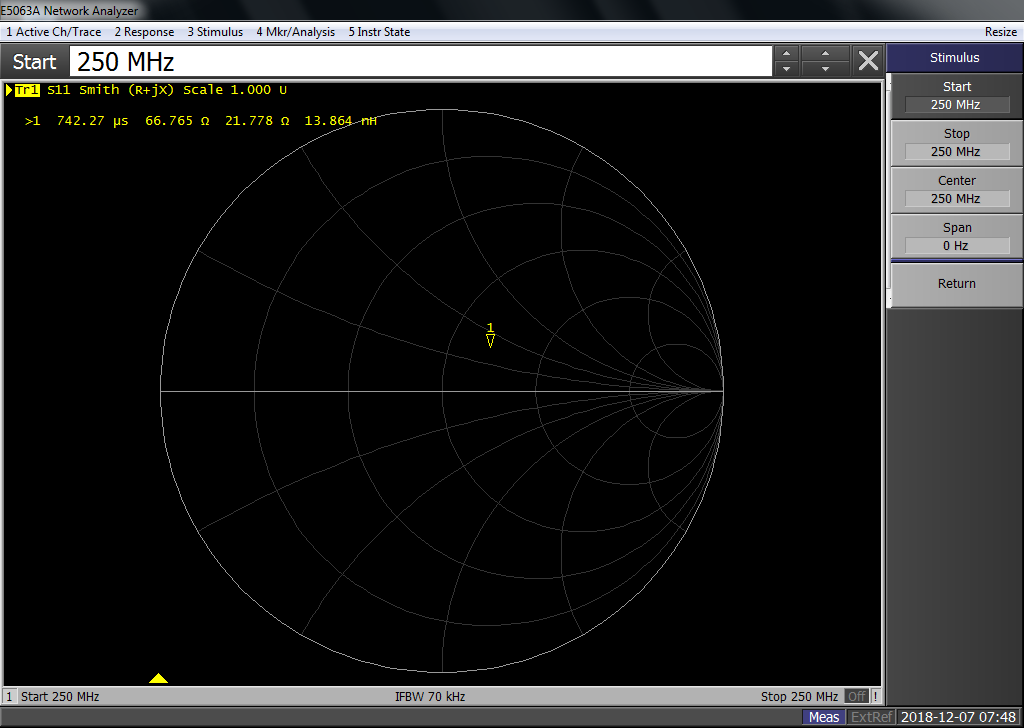 E5063A Network Analyzer
1 Active Ch/Trace 2 Response 3 Stimulus 4 Mkr/Analysis 5 Instr State Resize
Start 250 MHz
Tr1 S11 Smith (R+jX) Scale 1.000 U
>1 742.27 µs 66.765 Ω 21.778 Ω 13.864 nH
1
Stimulus
Start
250 MHz
Stop
250 MHz
Center
250 MHz
Span
0 Hz
Return
1 Start 250 MHz IFBW 70 kHz Stop 250 MHz Off !
Meas ExtRef 2018-12-07 07:48